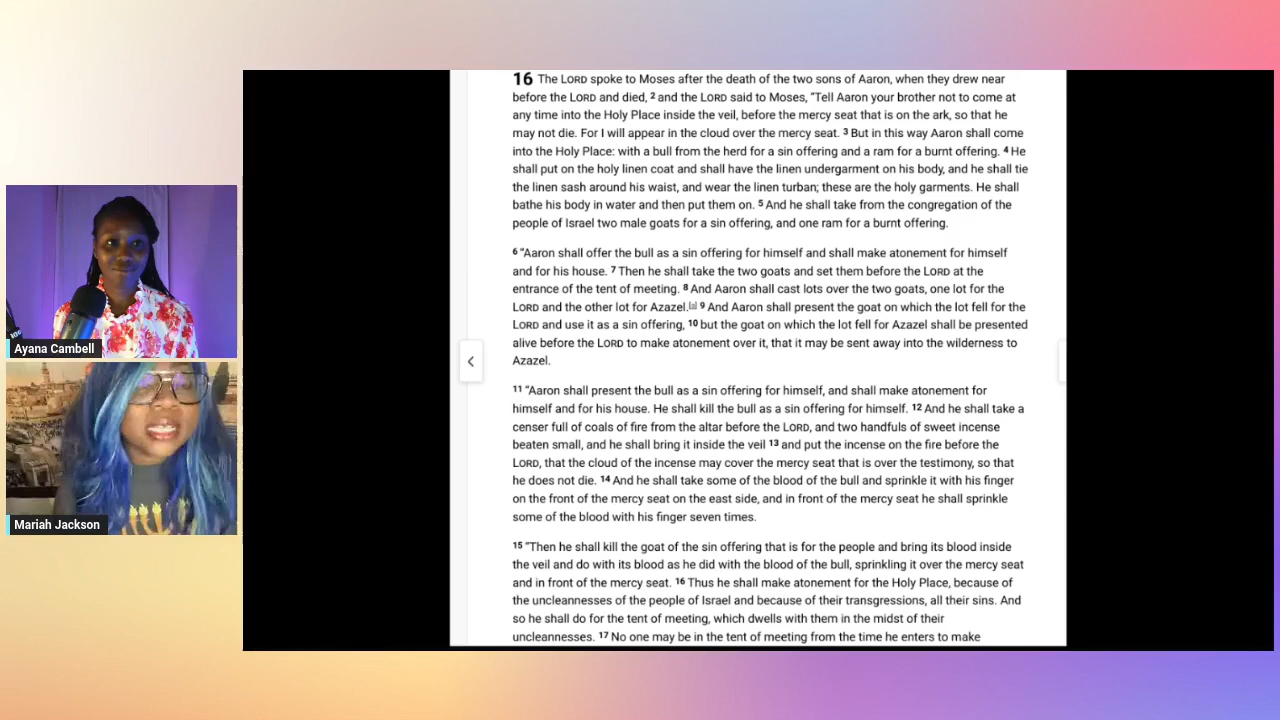 16 The LORD spoke to Moses after the death of the two sons of Aaron, when they drew near
before the LORD and died, 2 and the LORD said to Moses, “Tell Aaron your brother not to come at
any time into the Holy Place inside the veil, before the mercy seat that is on the ark, so that he
may not die. For I will appear in the cloud over the mercy seat. 3 But in this way Aaron shall come
into the Holy Place: with a bull from the herd for a sin offering and a ram for a burnt offering. 4 He
shall put on the holy linen coat and shall have the linen undergarment on his body, and he shall tie
the linen sash around his waist, and wear the linen turban; these are the holy garments. He shall
bathe his body in water and then put them on. 5 And he shall take from the congregation of the
people of Israel two male goats for a sin offering, and one ram for a burnt offering.
6 “Aaron shall offer the bull as a sin offering for himself and shall make atonement for himself
and for his house. 7 Then he shall take the two goats and set them before the LORD at the
entrance of the tent of meeting. 8 And Aaron shall cast lots over the two goats, one lot for the
LORD and the other lot for Azazel.[a] 9 And Aaron shall present the goat on which the lot fell for the
LORD and use it as a sin offering, 10 but the goat on which the lot fell for Azazel shall be presented
alive before the LORD to make atonement over it, that it may be sent away into the wilderness to
Azazel.
11 “Aaron shall present the bull as a sin offering for himself, and shall make atonement for
himself and for his house. He shall kill the bull as a sin offering for himself. 12 And he shall take a
censer full of coals of fire from the altar before the LORD, and two handfuls of sweet incense
beaten small, and he shall bring it inside the veil 13 and put the incense on the fire before the
LORD, that the cloud of the incense may cover the mercy seat that is over the testimony, so that
he does not die. 14 And he shall take some of the blood of the bull and sprinkle it with his finger
on the front of the mercy seat on the east side, and in front of the mercy seat he shall sprinkle
some of the blood with his finger seven times.
15 “Then he shall kill the goat of the sin offering that is for the people and bring its blood inside
the veil and do with its blood as he did with the blood of the bull, sprinkling it over the mercy seat
and in front of the mercy seat. 16 Thus he shall make atonement for the Holy Place, because of
the uncleannesses of the people of Israel and because of their transgressions, all their sins. And
so he shall do for the tent of meeting, which dwells with them in the midst of their
uncleannesses. 17 No one may be in the tent of meeting from the time he enters to make
Ayana Cambell
Mariah Jackson